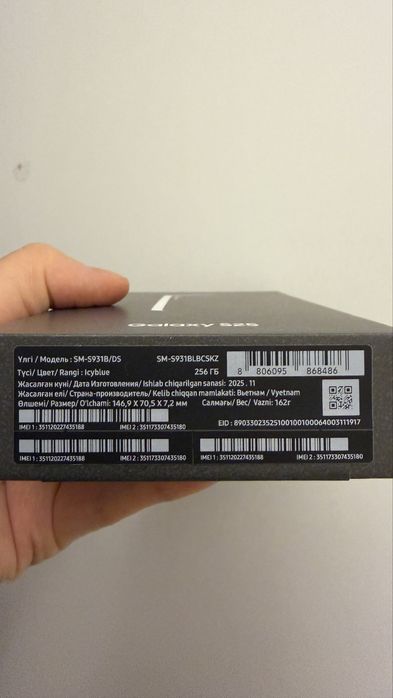 Galaxy S25
Үлгі / Модель : SM-S931B/DS SM-S931BLBCSKZ
Түсі/ Цвет/ Rangi : Icyblue 256 ГБ
8 806095 868486
Жасалған күні/ Дата Изготовления/ Ishlab chiqarilgan sanasi: 2025 . 11
Жасалған елі/ Страна-производитель/ Kelib chiqqan mamlakati: Вьетнам / Vyetnam
Өлшемі/ Размер/ O'lchami: 146,9 X 70,5 X 7,2 мм Салмағы/ Вес/ Vazni: 162г
EID : 89033023525100100100064003111917
IMEI 1 : 351120227435188 IMEI 2 : 351173307435180
IMEI 1 : 351120227435188 IMEI 2 : 351173307435180 IMEI 1 : 351120227435188 IMEI 2 : 351173307435180